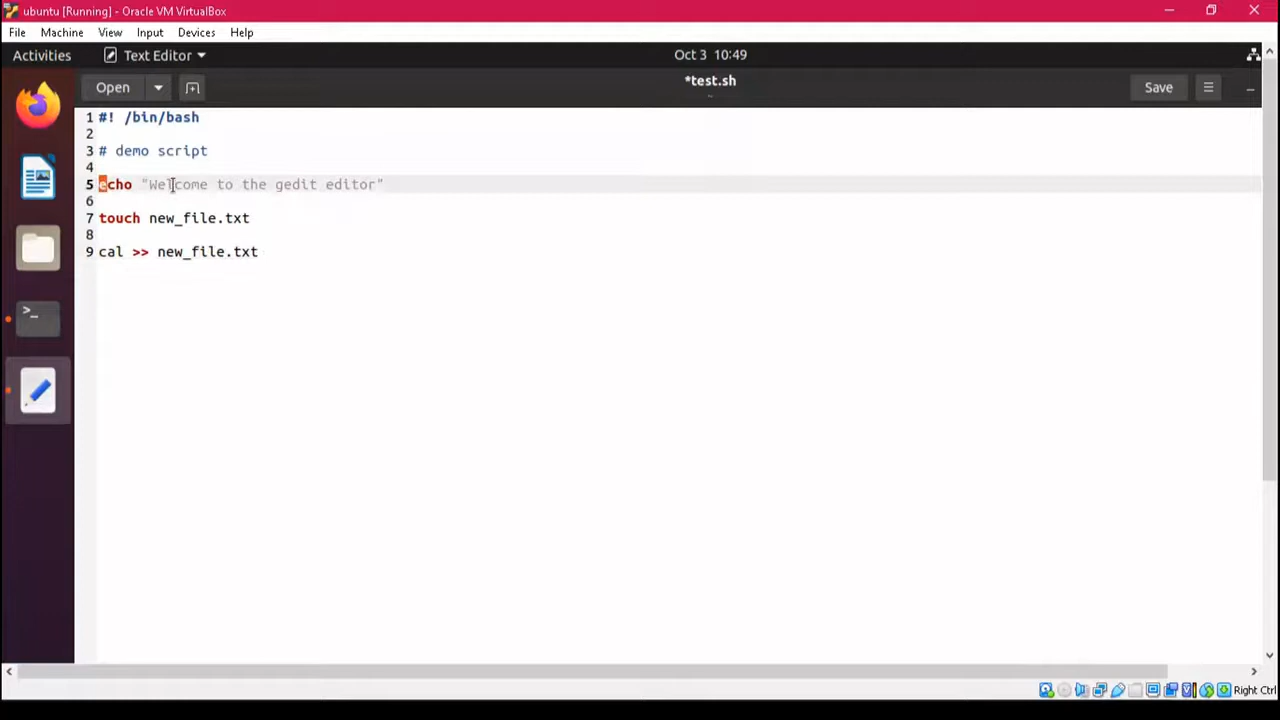 ubuntu [Running] - Oracle VM VirtualBox
File Machine View Input Devices Help
Activities Text Editor Oct 3 10:49
Open *test.sh Save
~
1 #! /bin/bash
2
3 # demo script
4
5 echo "Welcome to the gedit editor"
6
7 touch new_file.txt
8
9 cal >> new_file.txt
>_
Right Ctrl